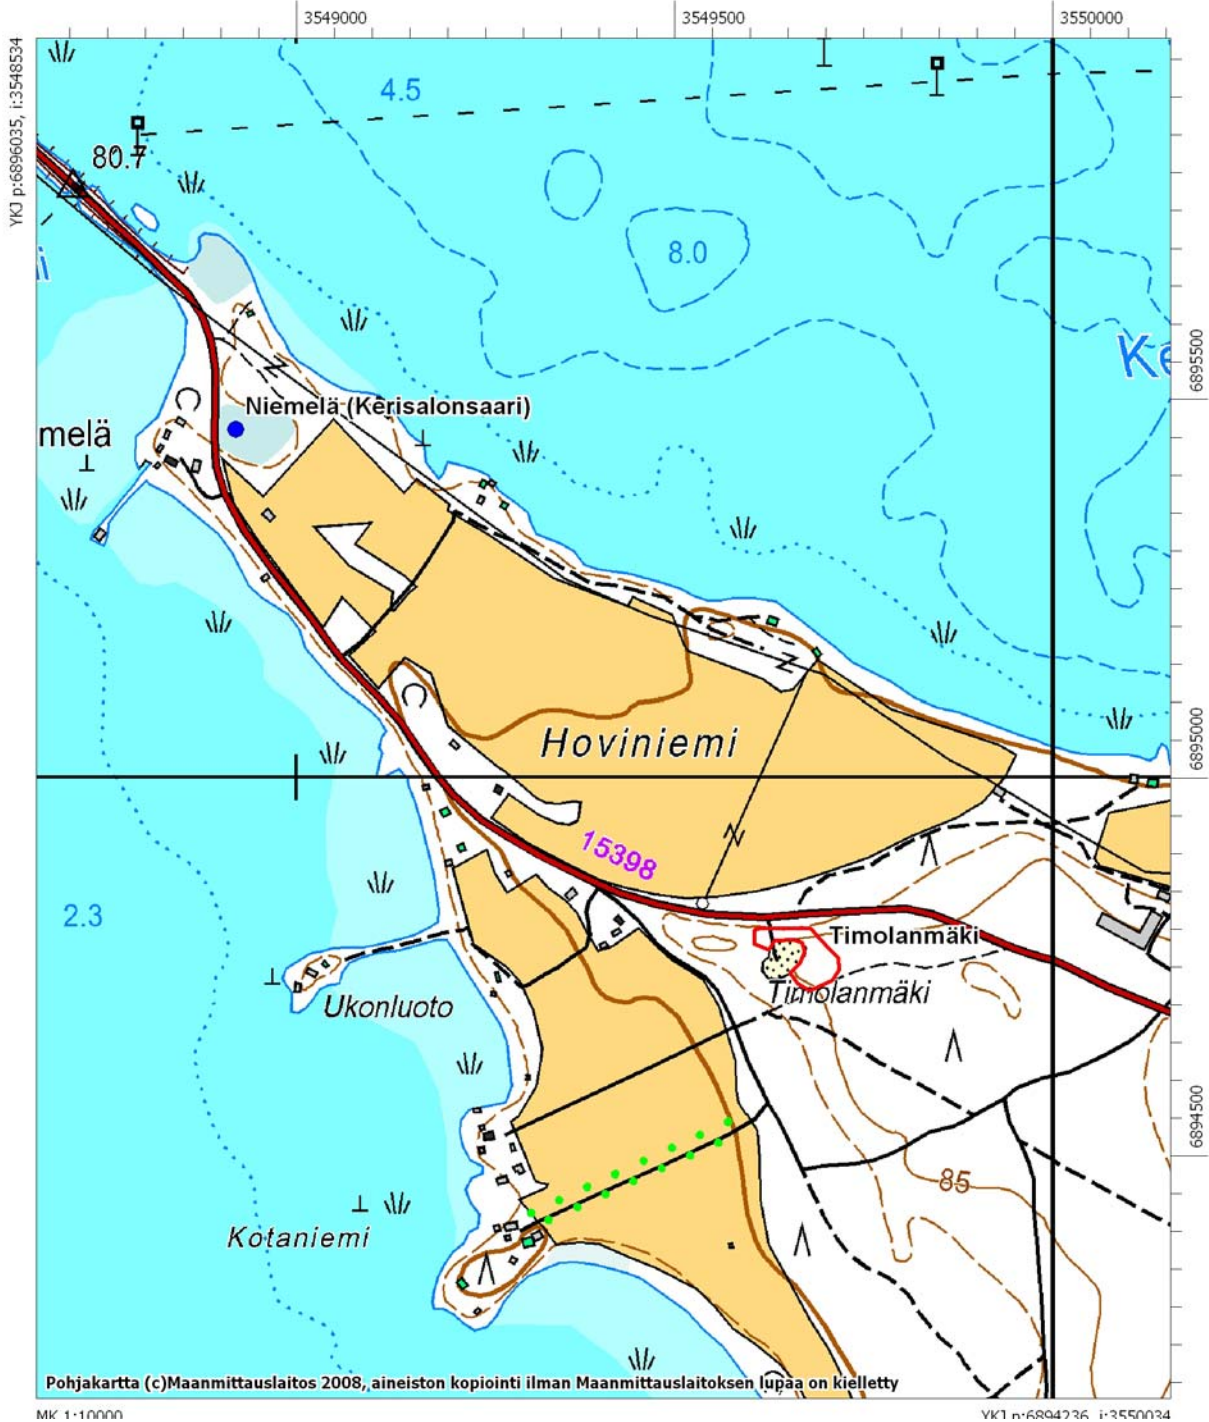 3549000
3549500
3550000
YKJ p:6896035, i:3548534
4.5
80.7
8.0
i
Ke
6895500
Niemelä (Kerisalonsaari)
melä
Hoviniemi
6895000
15398
2.3
Timolanmäki
Timolanmäki
Ukonluoto
6894500
85
Kotaniemi
Pohjakartta (c)Maanmittauslaitos 2008, aineiston kopiointi ilman Maanmittauslaitoksen lupaa on kielletty
MK 1:10000
YKJ p:6894236, i:3550034